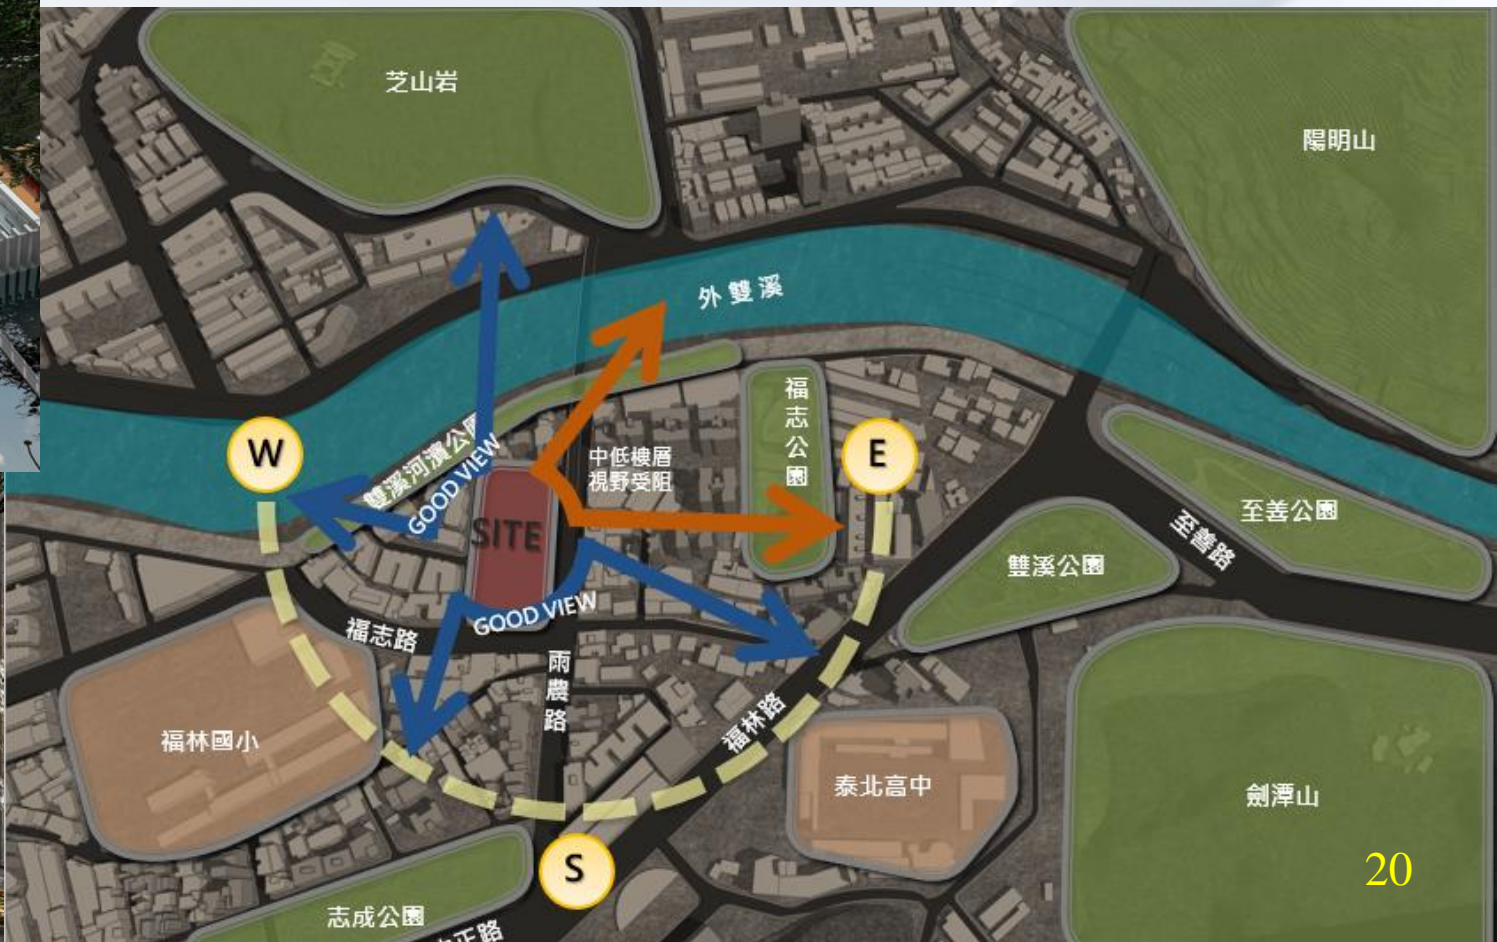 芝山岩
陽明山
外雙溪
福志公園
W
雙溪河濱公園
GOOD VIEW
中低樓層
視野受阻
E
SITE
至善公園
至善路
雙溪公園
GOOD VIEW
福志路
雨農路
福林路
福林國小
泰北高中
劍潭山
S
20
志成公園
中正路